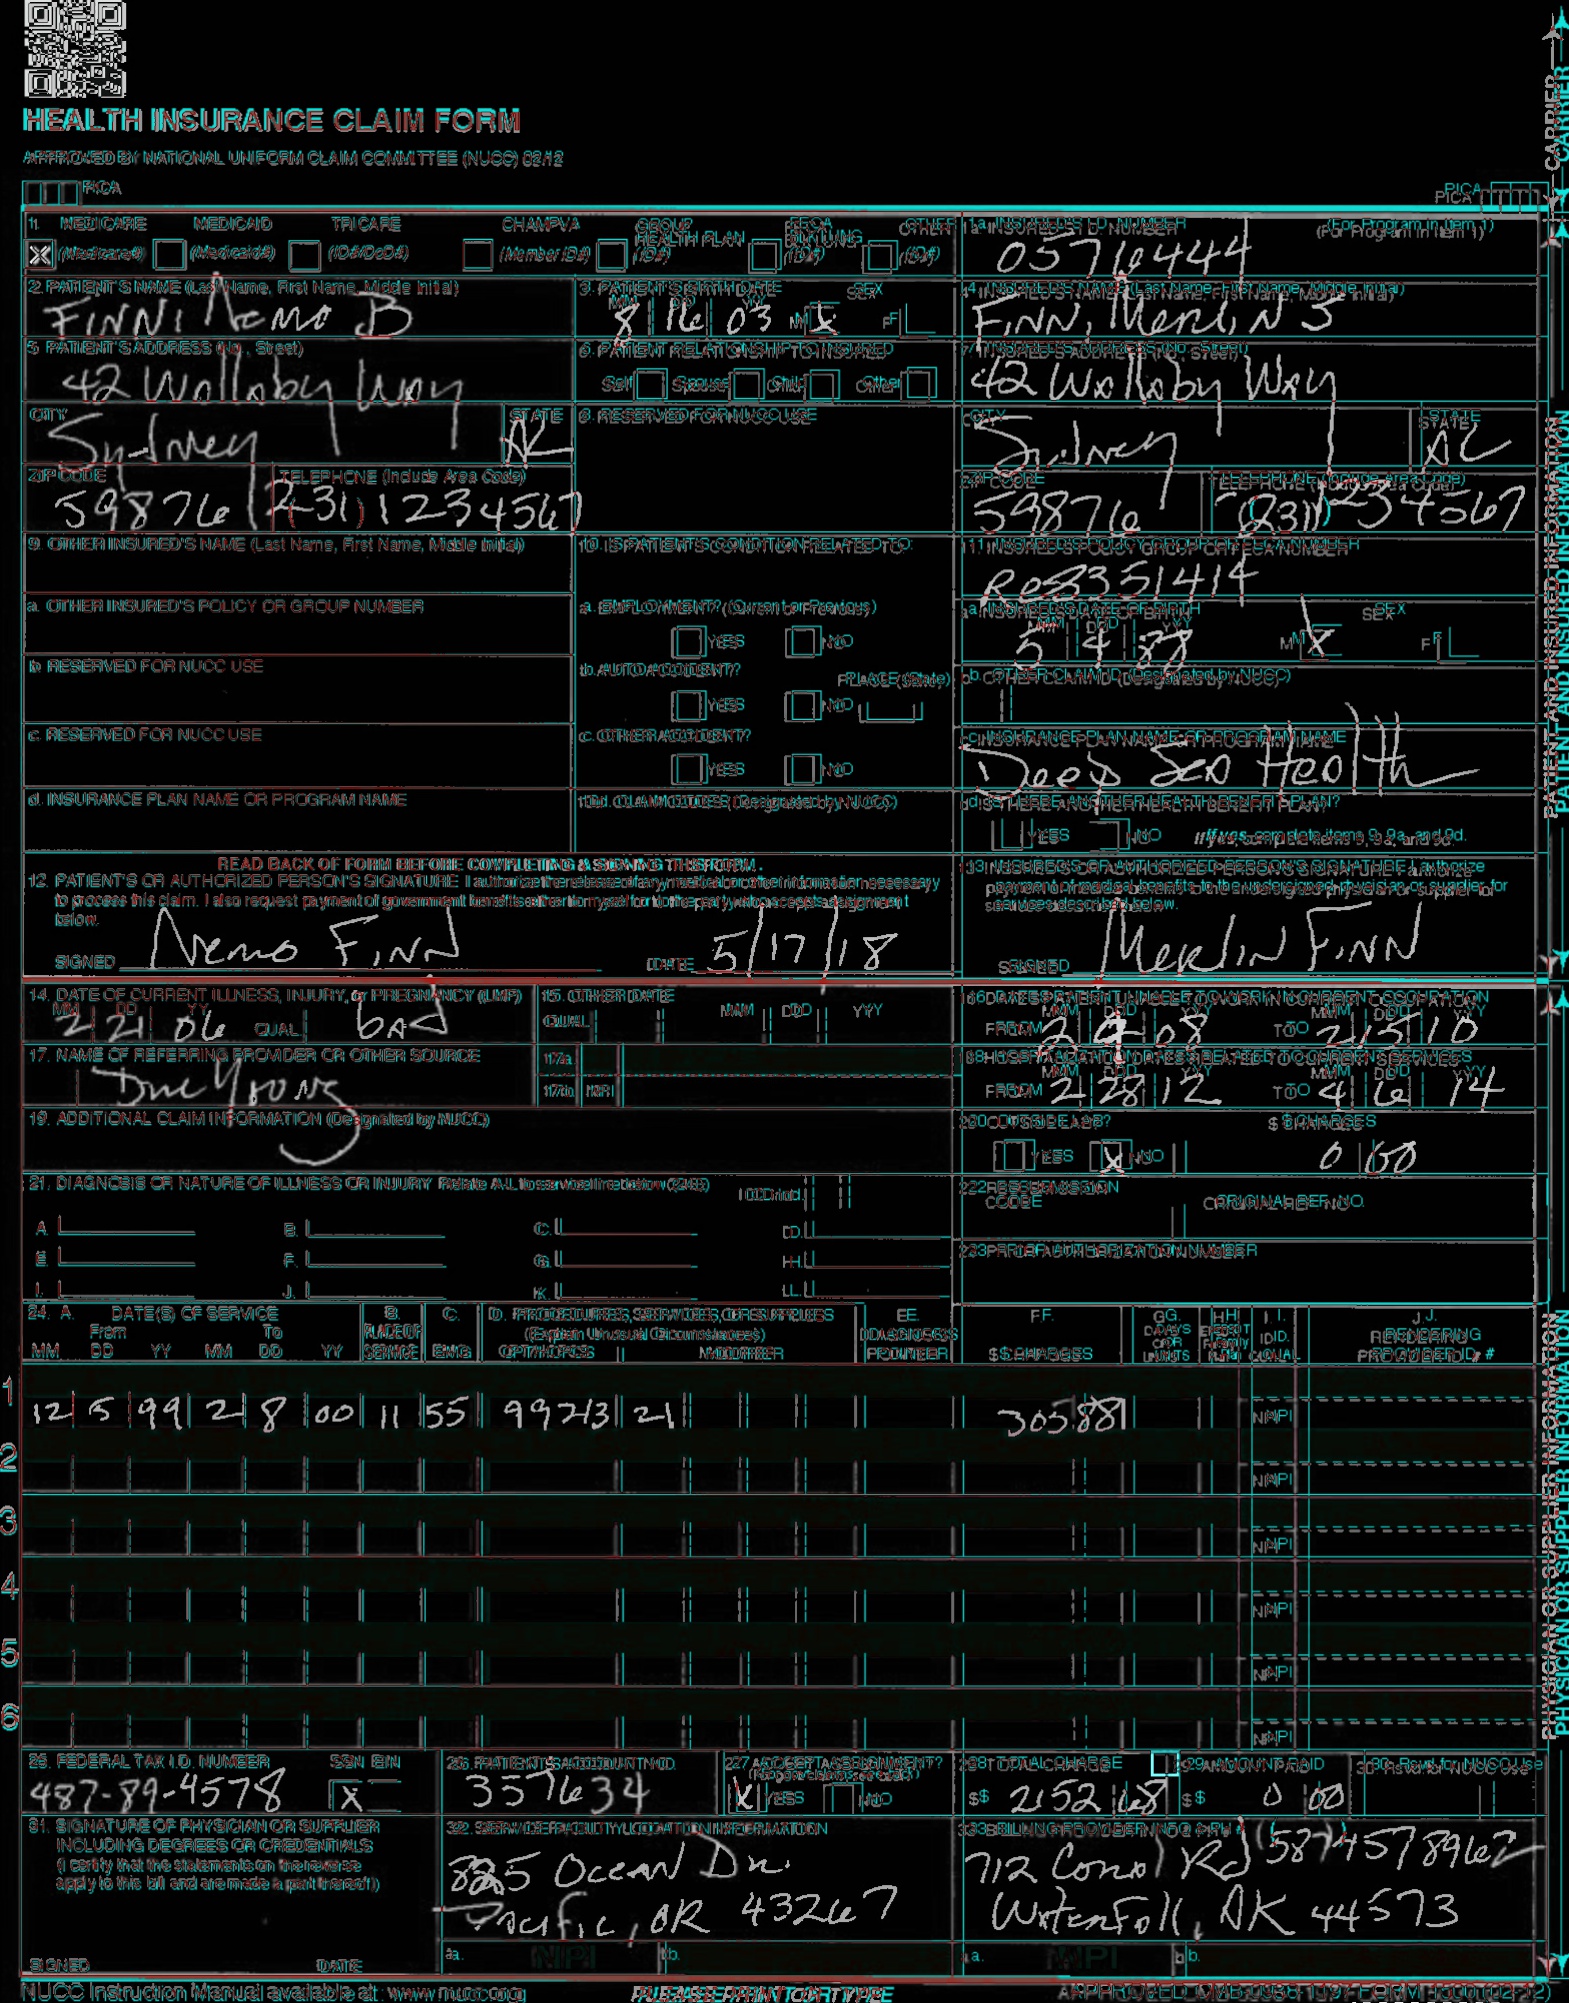 HEALTH INSURANCE CLAIM FORM
APPROVED BY NATIONAL UNIFORM CLAIM COMMITTEE (NUCC) 02/12
PICA PICA
CARRIER
1. MEDICARE MEDICAID TRICARE CHAMPVA GROUP HEALTH PLAN FECA BLK LUNG OTHER
X (Medicare#) (Medicaid#) (ID#/DoD#) (Member ID#) (ID#) (ID#) (ID#)
1a. INSURED'S I.D. NUMBER (For Program in Item 1)
05716444
2. PATIENT'S NAME (Last Name, First Name, Middle Initial)
FINN, Nemo B
3. PATIENT'S BIRTH DATE SEX
MM DD YY
8 16 03 M X F
4. INSURED'S NAME (Last Name, First Name, Middle Initial)
FINN, Merlin J
5. PATIENT'S ADDRESS (No., Street)
42 Wallaby Way
6. PATIENT RELATIONSHIP TO INSURED
Self Spouse Child Other
7. INSURED'S ADDRESS (No., Street)
42 Wallaby Way
CITY STATE
Sydney AL
8. RESERVED FOR NUCC USE
CITY STATE
Sydney
ZIP CODE TELEPHONE (Include Area Code)
59876 (231) 1234567
ZIP CODE TELEPHONE (Include Area Code)
59876 (231) 1234567
9. OTHER INSURED'S NAME (Last Name, First Name, Middle Initial)
10. IS PATIENT'S CONDITION RELATED TO:
11. INSURED'S POLICY GROUP OR FECA NUMBER
a. OTHER INSURED'S POLICY OR GROUP NUMBER
a. EMPLOYMENT? (Current or Previous)
YES NO
a. INSURED'S DATE OF BIRTH SEX
MM DD YY
5 4 88 M X F
b. RESERVED FOR NUCC USE
b. AUTO ACCIDENT? PLACE (State)
YES NO
b. OTHER CLAIM ID (Designated by NUCC)
c. RESERVED FOR NUCC USE
c. OTHER ACCIDENT?
YES NO
c. INSURANCE PLAN NAME OR PROGRAM NAME
Deep Sea Health
d. INSURANCE PLAN NAME OR PROGRAM NAME
10d. CLAIM CODES (Designated by NUCC)
d. IS THERE ANOTHER HEALTH BENEFIT PLAN?
YES NO If yes, complete items 9, 9a, and 9d.
READ BACK OF FORM BEFORE COMPLETING & SIGNING THIS FORM.
12. PATIENT'S OR AUTHORIZED PERSON'S SIGNATURE I authorize the release of any medical or other information necessary
to process this claim. I also request payment of government benefits either to myself or to the party who accepts assignment
below.
SIGNED Nemo FINN DATE 5/17/18
13. INSURED'S OR AUTHORIZED PERSON'S SIGNATURE I authorize
payment of medical benefits to the undersigned physician or supplier for
services described below.
SIGNED Merlin FINN
PATIENT AND INSURED INFORMATION
14. DATE OF CURRENT ILLNESS, INJURY, or PREGNANCY (LMP)
MM DD YY
2 21 06 QUAL. bad
15. OTHER DATE
QUAL. MM DD YY
16. DATES PATIENT UNABLE TO WORK IN CURRENT OCCUPATION
MM DD YY MM DD YY
FROM 2 08 TO 2 15 10
17. NAME OF REFERRING PROVIDER OR OTHER SOURCE
Young
17a.
17b. NPI
18. HOSPITALIZATION DATES RELATED TO CURRENT SERVICES
MM DD YY MM DD YY
FROM 2 28 12 TO 4 6 14
19. ADDITIONAL CLAIM INFORMATION (Designated by NUCC)
20. OUTSIDE LAB? $ CHARGES
YES X NO 0 00
21. DIAGNOSIS OR NATURE OF ILLNESS OR INJURY Relate A-L to service line below (24E) ICD Ind.
A. B. C. D.
E. F. G. H.
I. J. K. L.
22. RESUBMISSION CODE ORIGINAL REF. NO.
23. PRIOR AUTHORIZATION NUMBER
24. A. DATE(S) OF SERVICE B. C. D. PROCEDURES, SERVICES, OR SUPPLIES E. F. G. H. I. J.
From To PLACE OF (Explain Unusual Circumstances) DIAGNOSIS DAYS OR EPSDT ID. RENDERING
MM DD YY MM DD YY SERVICE EMG CPT/HCPCS MODIFIER POINTER $ CHARGES UNITS QUAL. PROVIDER ID. #
1 12 5 99 2 8 00 11 55 99213 21 305 88 NPI
2 NPI
3 NPI
4 NPI
5 NPI
6 NPI
PHYSICIAN OR SUPPLIER INFORMATION
25. FEDERAL TAX I.D. NUMBER SSN EIN
487-89-4578 X
26. PATIENT'S ACCOUNT NO.
357634
27. ACCEPT ASSIGNMENT?
X YES NO
28. TOTAL CHARGE
$ 2152 68
29. AMOUNT PAID
$ 0 00
30. Rsvd for NUCC Use
31. SIGNATURE OF PHYSICIAN OR SUPPLIER
INCLUDING DEGREES OR CREDENTIALS
(I certify that the statements on the reverse
apply to this bill and are made a part thereof.)
SIGNED DATE
32. SERVICE FACILITY LOCATION INFORMATION
825 Ocean Dr.
Pacific, OR 43267
a. NPI b.
33. BILLING PROVIDER INFO & PH # (587) 4578962
712 Coral Rd
Waterfall, AK 44573
a. NPI b.
NUCC Instruction Manual available at: www.nucc.org
PLEASE PRINT OR TYPE